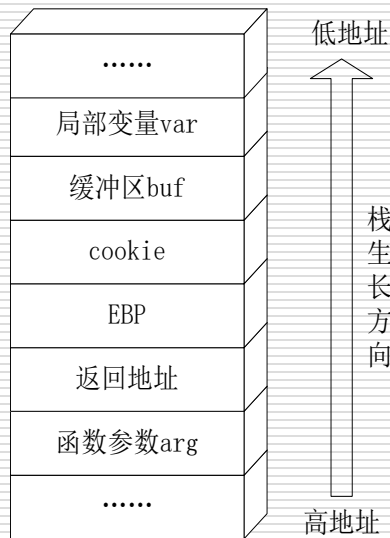 低地址
……
局部变量var
缓冲区buf
cookie
EBP
返回地址
函数参数arg
……
栈生长方向
高地址